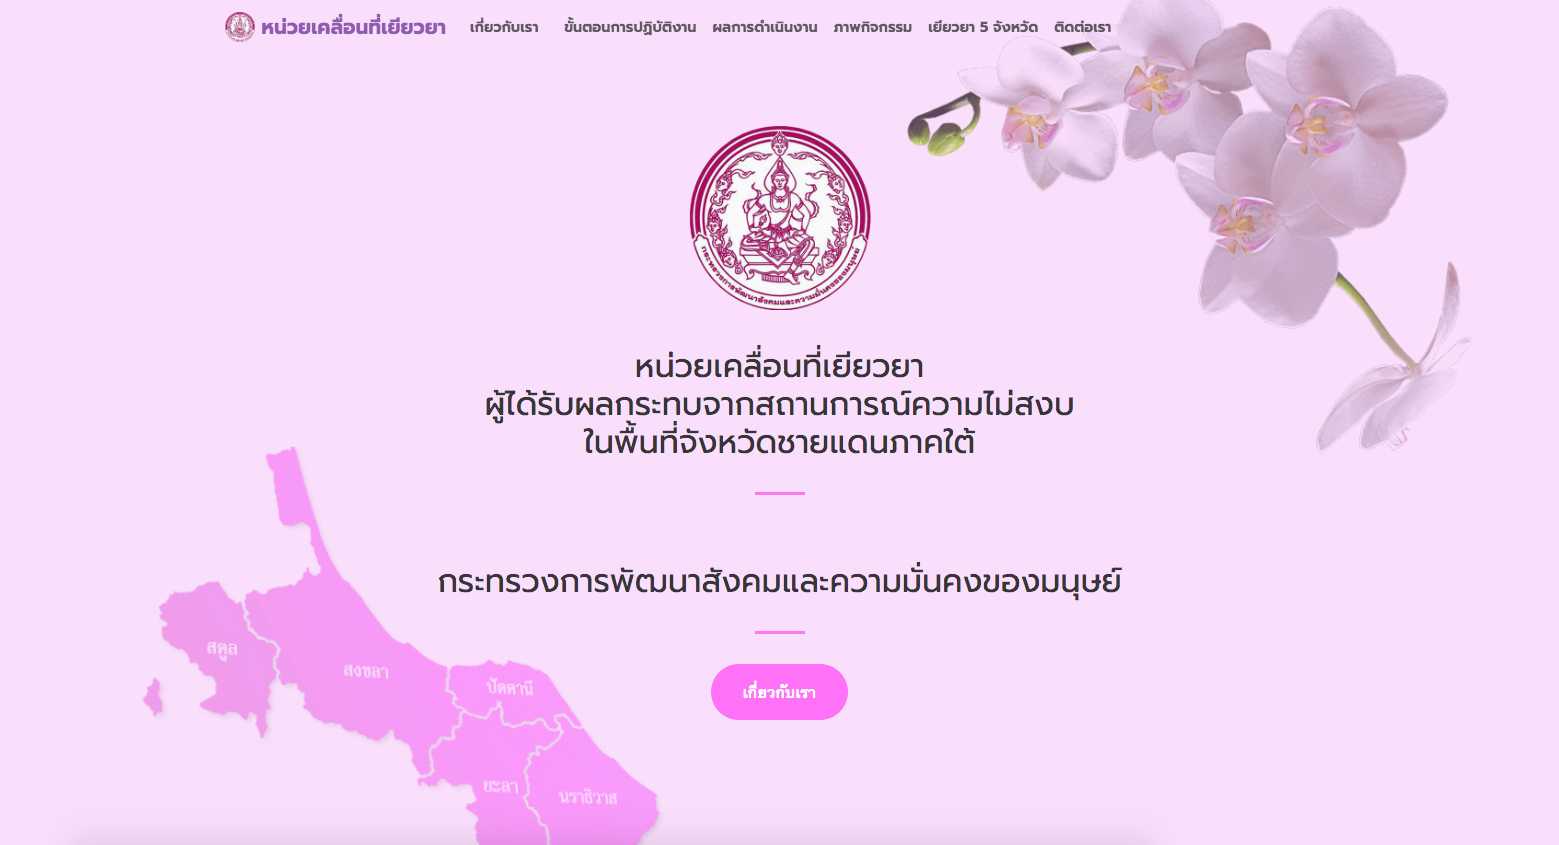 หน่วยเคลื่อนที่เยียวยา เกี่ยวกับเรา ขั้นตอนการปฏิบัติงาน ผลการดำเนินงาน ภาพกิจกรรม เยียวยา 5 จังหวัด ติดต่อเรา
กระทรวงการพัฒนาสังคมและความมั่นคงของมนุษย์
หน่วยเคลื่อนที่เยียวยา
ผู้ได้รับผลกระทบจากสถานการณ์ความไม่สงบ
ในพื้นที่จังหวัดชายแดนภาคใต้
กระทรวงการพัฒนาสังคมและความมั่นคงของมนุษย์
เกี่ยวกับเรา
สตูล
สงขลา
ปัตตานี
ยะลา
นราธิวาส